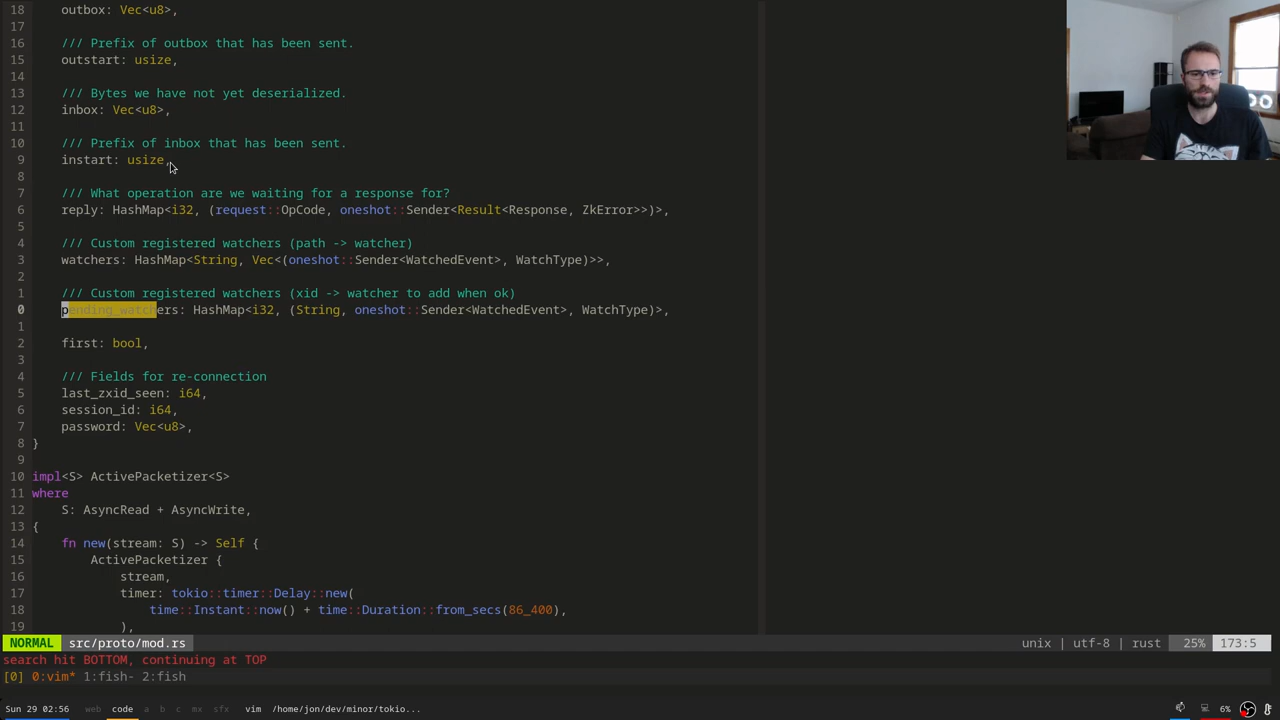 18 outbox: Vec<u8>,
17
16 /// Prefix of outbox that has been sent.
15 outstart: usize,
14
13 /// Bytes we have not yet deserialized.
12 inbox: Vec<u8>,
11
10 /// Prefix of inbox that has been sent.
9 instart: usize,
8
7 /// What operation are we waiting for a response for?
6 reply: HashMap<i32, (request::OpCode, oneshot::Sender<Result<Response, ZkError>>)>,
5
4 /// Custom registered watchers (path -> watcher)
3 watchers: HashMap<String, Vec<(oneshot::Sender<WatchedEvent>, WatchType)>>,
2
1 /// Custom registered watchers (xid -> watcher to add when ok)
0 pending_watchers: HashMap<i32, (String, oneshot::Sender<WatchedEvent>, WatchType)>,
1
2 first: bool,
3
4 /// Fields for re-connection
5 last_zxid_seen: i64,
6 session_id: i64,
7 password: Vec<u8>,
8 }
9
10 impl<S> ActivePacketizer<S>
11 where
12 S: AsyncRead + AsyncWrite,
13 {
14 fn new(stream: S) -> Self {
15 ActivePacketizer {
16 stream,
17 timer: tokio::timer::Delay::new(
18 time::Instant::now() + time::Duration::from_secs(86_400),
19 ),
NORMAL src/proto/mod.rs unix | utf-8 | rust 25% 173:5
search hit BOTTOM, continuing at TOP
[0] 0:vim* 1:fish- 2:fish
Sun 29 02:56 web code a b c mx sfx vim /home/jon/dev/minor/tokio... 6%